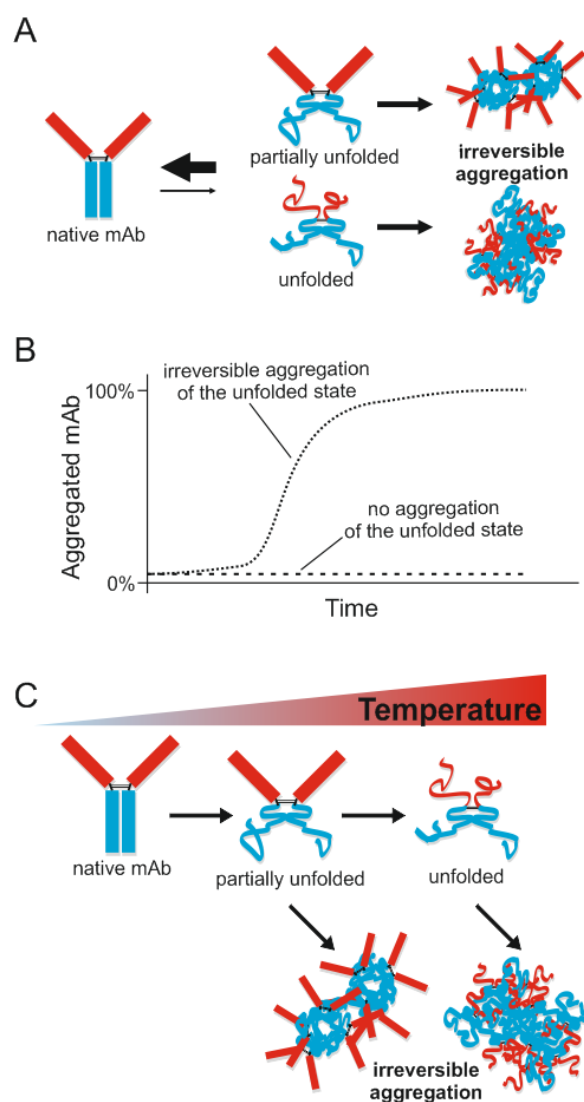 A
native mAb
partially unfolded
unfolded
irreversible
aggregation
B
Aggregated mAb
100%
0%
irreversible aggregation
of the unfolded state
no aggregation
of the unfolded state
Time
C
Temperature
native mAb
partially unfolded
unfolded
irreversible
aggregation